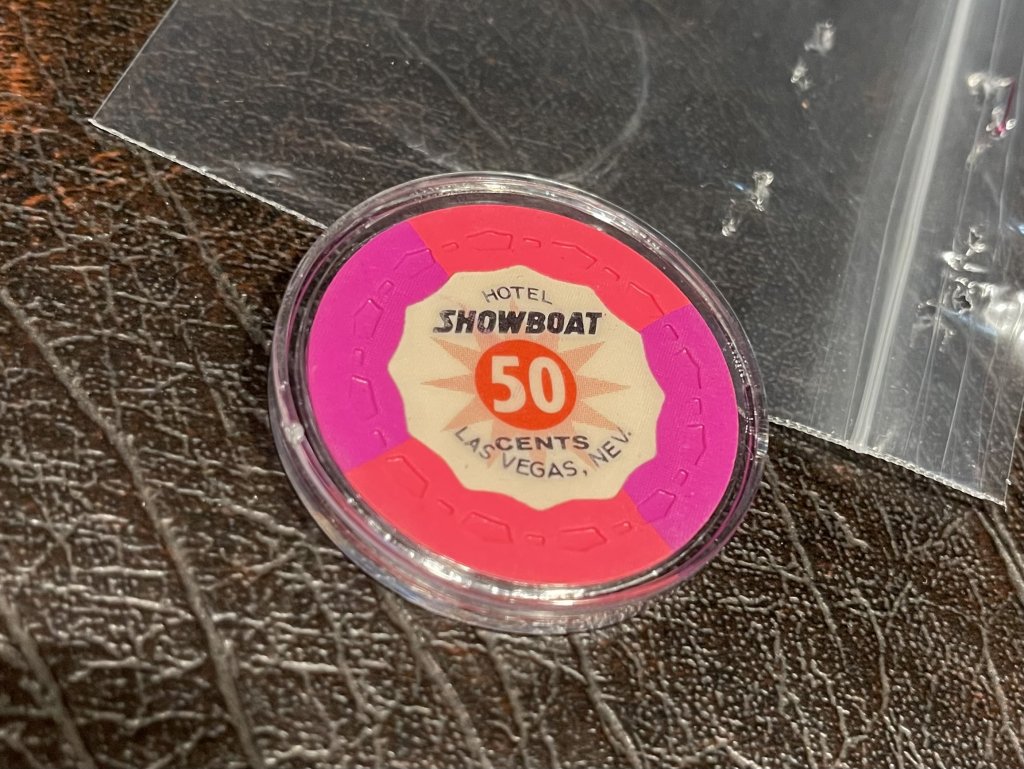 HOTEL
SHOWBOAT
50
CENTS
LAS VEGAS, NEV.